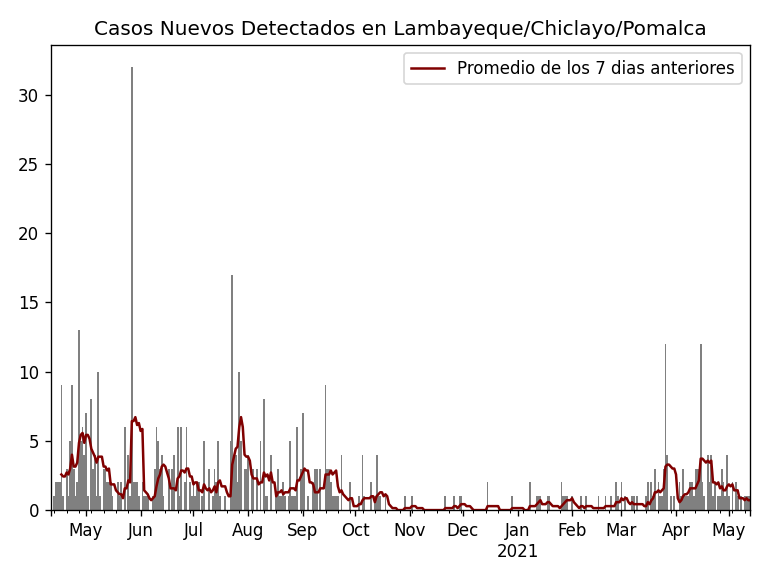 Casos Nuevos Detectados en Lambayeque/Chiclayo/Pomalca
Promedio de los 7 dias anteriores
30
25
20
15
10
5
0
May Jun Jul Aug Sep Oct Nov Dec Jan Feb Mar Apr May
2021